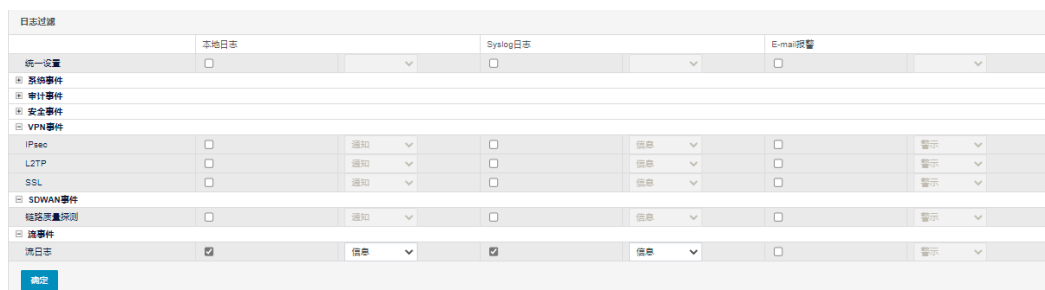 日志过滤
本地日志 Syslog日志 E-mail报警
统一设置
系统事件
审计事件
安全事件
VPN事件
IPsec 通知 信息 警示
L2TP 通知 信息 警示
SSL 通知 信息 警示
SDWAN事件
链路质量探测 通知 信息 警示
流事件
流日志 信息 信息 警示
确定